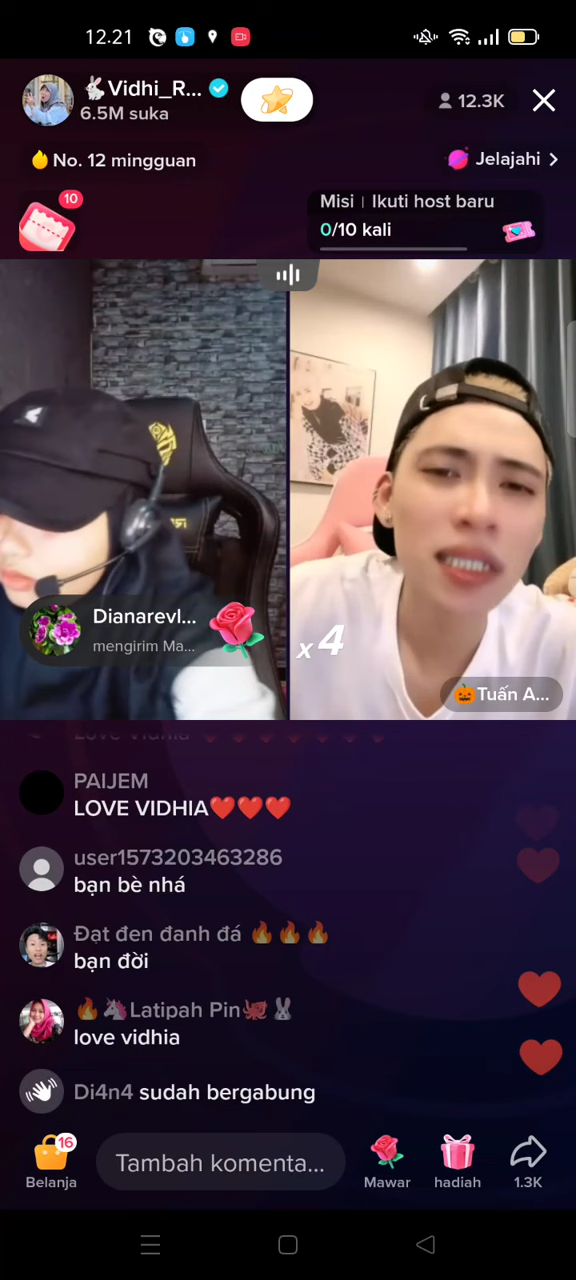 12.21
🐇Vidhi_R...
6.5M suka
12.3K
No. 12 mingguan
Jelajahi
10
Misi | Ikuti host baru
0/10 kali
Dianarevl...
mengirim Ma...
x4
🎃Tuấn A...
Love Vidhia
PAIJEM
LOVE VIDHIA❤️❤️❤️
user1573203463286
bạn bè nhá
Đạt đen đanh đá 🔥🔥🔥
bạn đời
🔥🦄Latipah Pin🐙🐰
love vidhia
Di4n4 sudah bergabung
16
Belanja
Tambah komenta...
Mawar
hadiah
1.3K